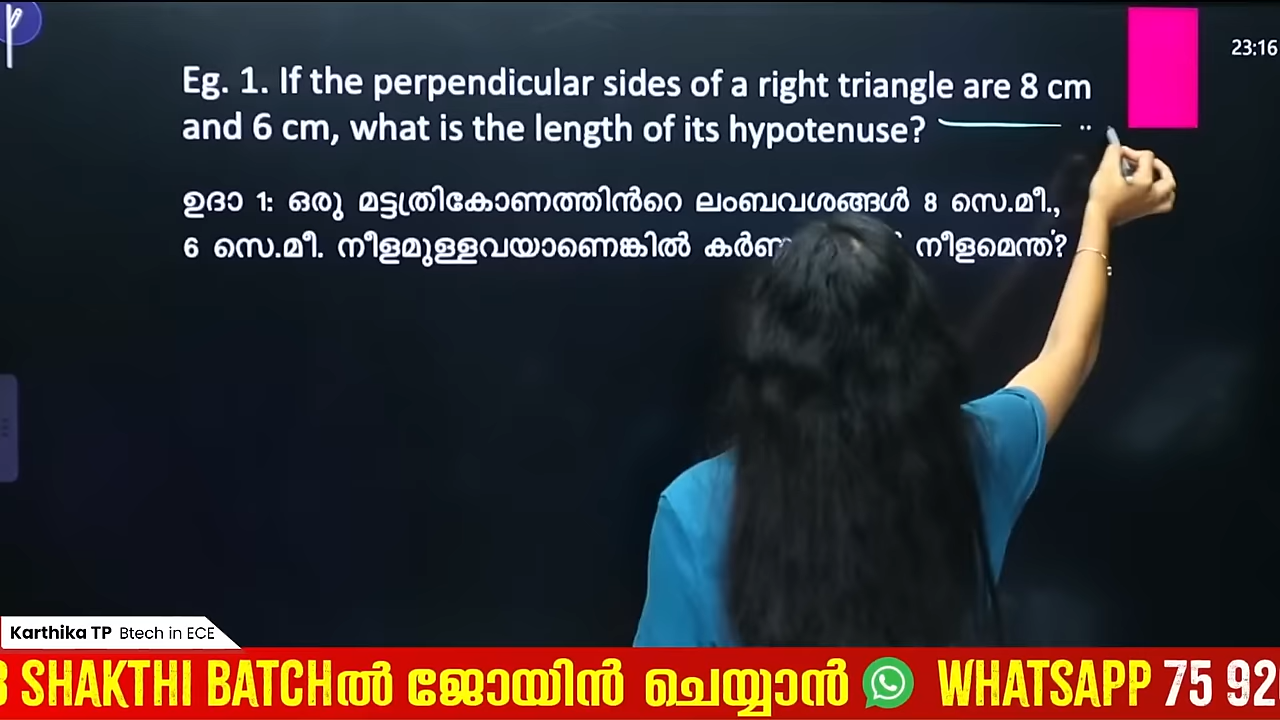 23:16
Eg. 1. If the perpendicular sides of a right triangle are 8 cm
and 6 cm, what is the length of its hypotenuse?
ഉദാ 1: ഒരു മട്ടത്രികോണത്തിൻറെ ലംബവശങ്ങൾ 8 സെ.മീ.,
6 സെ.മീ. നീളമുള്ളവയാണെങ്കിൽ നീളമെന്ത്?
Karthika TP Btech in ECE
SHAKTHI BATCHൽ ജോയിൻ ചെയ്യാൻ WHATSAPP 75 92